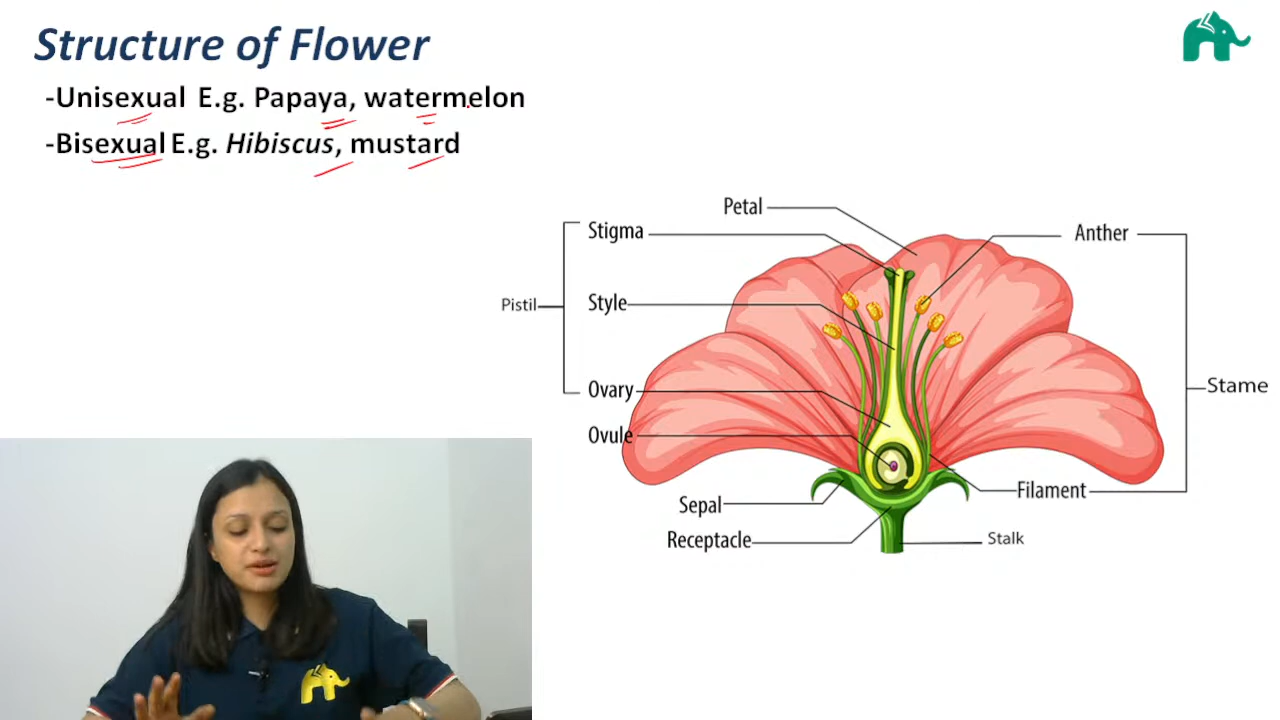 Structure of Flower
-Unisexual E.g. Papaya, watermelon
-Bisexual E.g. Hibiscus, mustard
Petal
Stigma
Anther
Pistil
Style
Stame
Ovary
Ovule
Sepal
Filament
Receptacle
Stalk